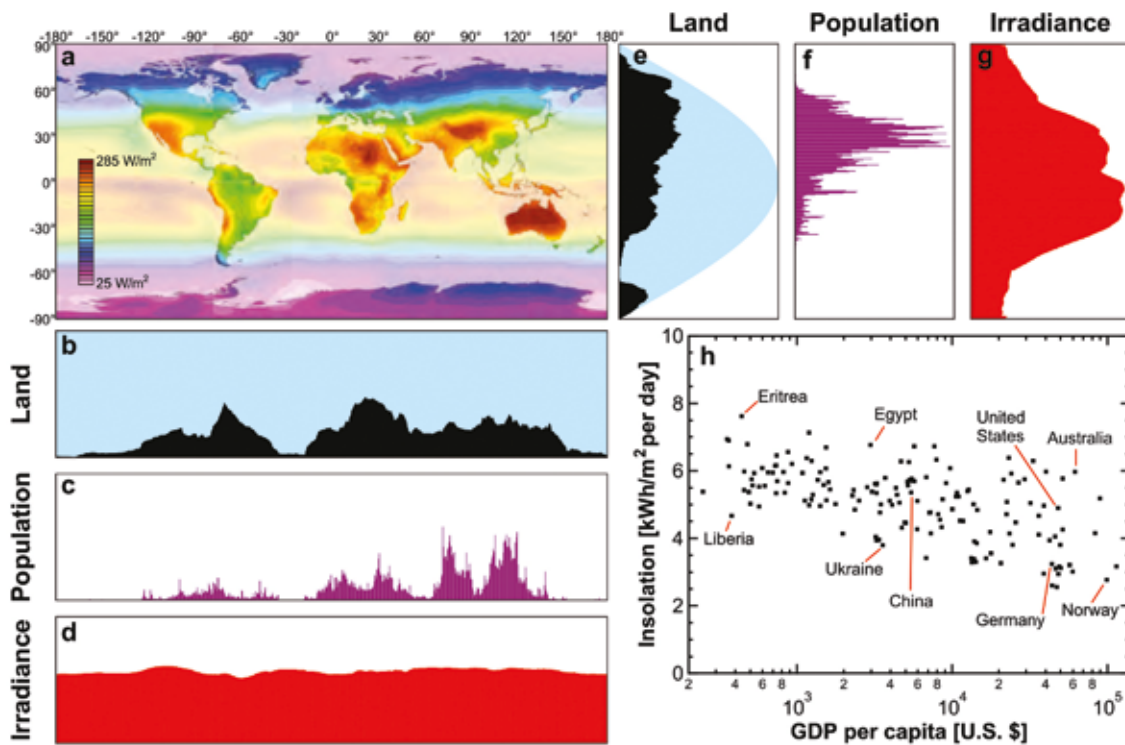 -180° -150° -120° -90° -60° -30° 0° 30° 60° 90° 120° 150° 180°
Land
Population
Irradiance
90°
60°
30°
0°
-30°
-60°
-90°
a
285 W/m²
25 W/m²
e
f
g
Land
b
Population
c
Irradiance
d
h
Insolation [kWh/m² per day]
10
8
6
4
2
0
Eritrea
Egypt
United
States
Australia
Liberia
Ukraine
China
Germany
Norway
2 4 6 8 2 4 6 8 2 4 6 8
10³ 10⁴ 10⁵
GDP per capita [U.S. $]